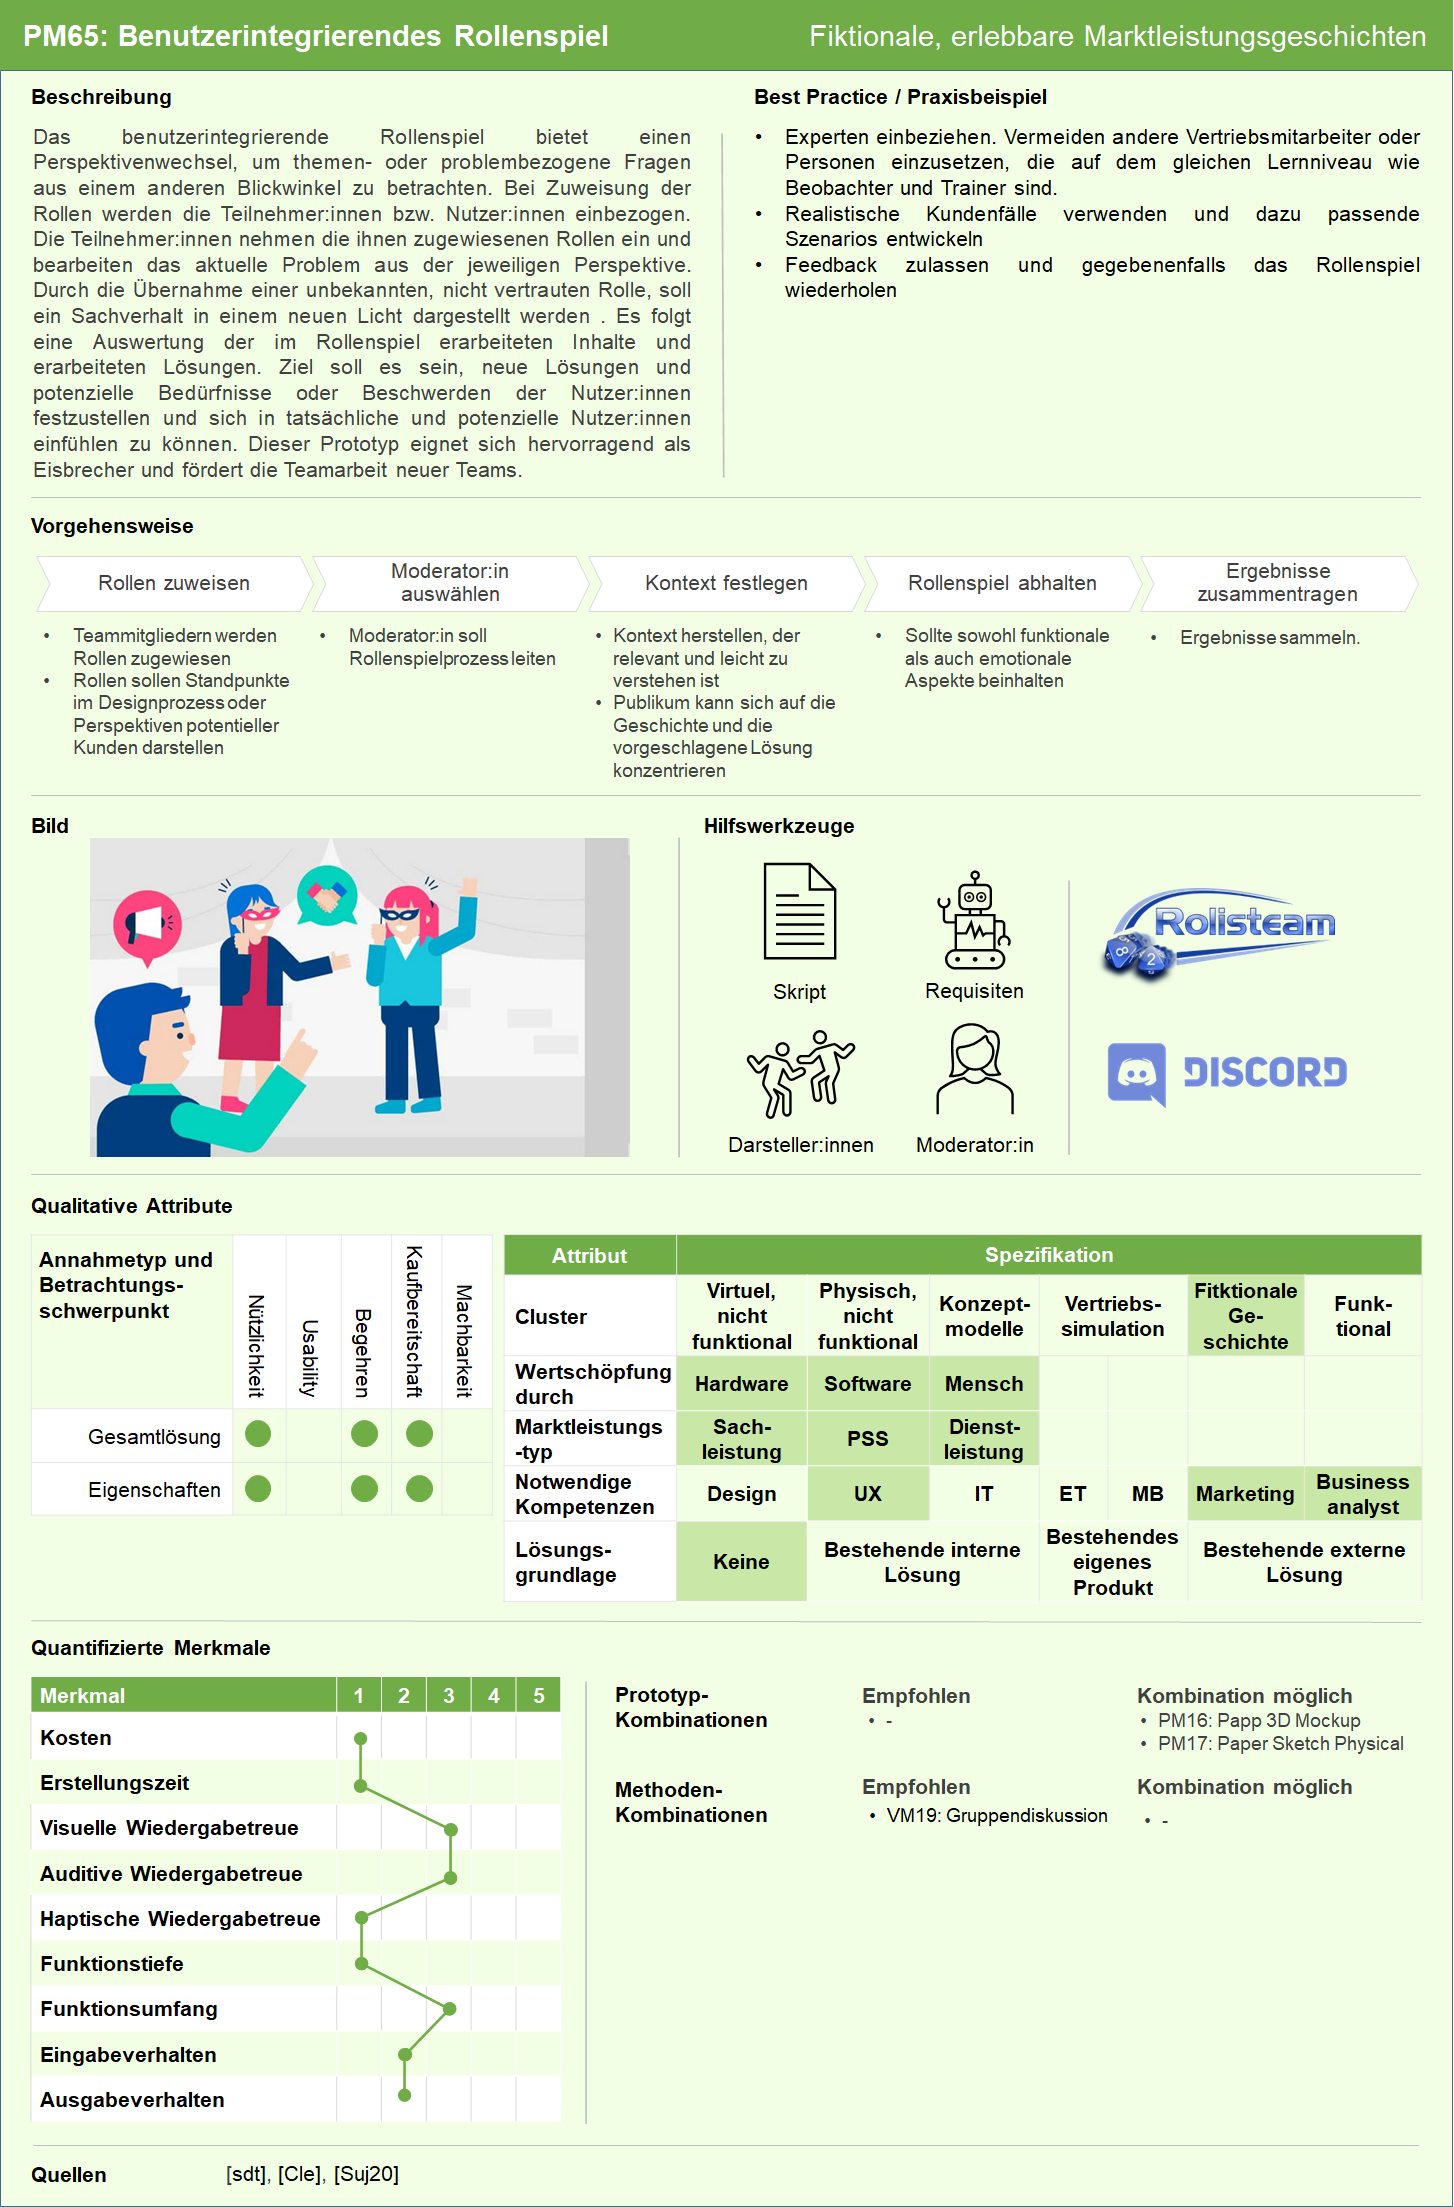 PM65: Benutzerintegrierendes Rollenspiel
Fiktionale, erlebbare Marktleistungsgeschichten
Beschreibung
Das benutzerintegrierende Rollenspiel bietet einen
Perspektivenwechsel, um themen- oder problembezogene Fragen
aus einem anderen Blickwinkel zu betrachten. Bei Zuweisung der
Rollen werden die Teilnehmer:innen bzw. Nutzer:innen einbezogen.
Die Teilnehmer:innen nehmen die ihnen zugewiesenen Rollen ein und
bearbeiten das aktuelle Problem aus der jeweiligen Perspektive.
Durch die Übernahme einer unbekannten, nicht vertrauten Rolle, soll
ein Sachverhalt in einem neuen Licht dargestellt werden . Es folgt
eine Auswertung der im Rollenspiel erarbeiteten Inhalte und
erarbeiteten Lösungen. Ziel soll es sein, neue Lösungen und
potenzielle Bedürfnisse oder Beschwerden der Nutzer:innen
festzustellen und sich in tatsächliche und potenzielle Nutzer:innen
einfühlen zu können. Dieser Prototyp eignet sich hervorragend als
Eisbrecher und fördert die Teamarbeit neuer Teams.
Best Practice / Praxisbeispiel
• Experten einbeziehen. Vermeiden andere Vertriebsmitarbeiter oder
Personen einzusetzen, die auf dem gleichen Lernniveau wie
Beobachter und Trainer sind.
• Realistische Kundenfälle verwenden und dazu passende
Szenarios entwickeln
• Feedback zulassen und gegebenenfalls das Rollenspiel
wiederholen
Vorgehensweise
Rollen zuweisen
Moderator:in
auswählen
Kontext festlegen
Rollenspiel abhalten
Ergebnisse
zusammentragen
• Teammitgliedern werden
Rollen zugewiesen
• Rollen sollen Standpunkte
im Designprozess oder
Perspektiven potentieller
Kunden darstellen
• Moderator:in soll
Rollenspielprozess leiten
• Kontext herstellen, der
relevant und leicht zu
verstehen ist
• Publikum kann sich auf die
Geschichte und die
vorgeschlagene Lösung
konzentrieren
• Sollte sowohl funktionale
als auch emotionale
Aspekte beinhalten
• Ergebnisse sammeln.
Bild
Hilfswerkzeuge
Skript
Requisiten
Darsteller:innen
Moderator:in
Rolisteam
8
2
DISCORD
Qualitative Attribute
Annahmetyp und
Betrachtungs-
schwerpunkt
Nützlichkeit
Usability
Begehren
Kaufbereitschaft
Machbarkeit
Gesamtlösung
Eigenschaften
Attribut
Spezifikation
Cluster
Virtuel,
nicht
funktional
Physisch,
nicht
funktional
Konzept-
modelle
Vertriebs-
simulation
Fitktionale
Ge-
schichte
Funk-
tional
Wertschöpfung
durch
Hardware
Software
Mensch
Marktleistungs
-typ
Sach-
leistung
PSS
Dienst-
leistung
Notwendige
Kompetenzen
Design
UX
IT
ET
MB
Marketing
Business
analyst
Lösungs-
grundlage
Keine
Bestehende interne
Lösung
Bestehendes
eigenes
Produkt
Bestehende externe
Lösung
Quantifizierte Merkmale
Merkmal 1 2 3 4 5
Kosten
Erstellungszeit
Visuelle Wiedergabetreue
Auditive Wiedergabetreue
Haptische Wiedergabetreue
Funktionstiefe
Funktionsumfang
Eingabeverhalten
Ausgabeverhalten
Prototyp-
Kombinationen
Empfohlen
• -
Kombination möglich
• PM16: Papp 3D Mockup
• PM17: Paper Sketch Physical
Methoden-
Kombinationen
Empfohlen
• VM19: Gruppendiskussion
Kombination möglich
• -
Quellen
[sdt], [Cle], [Suj20]